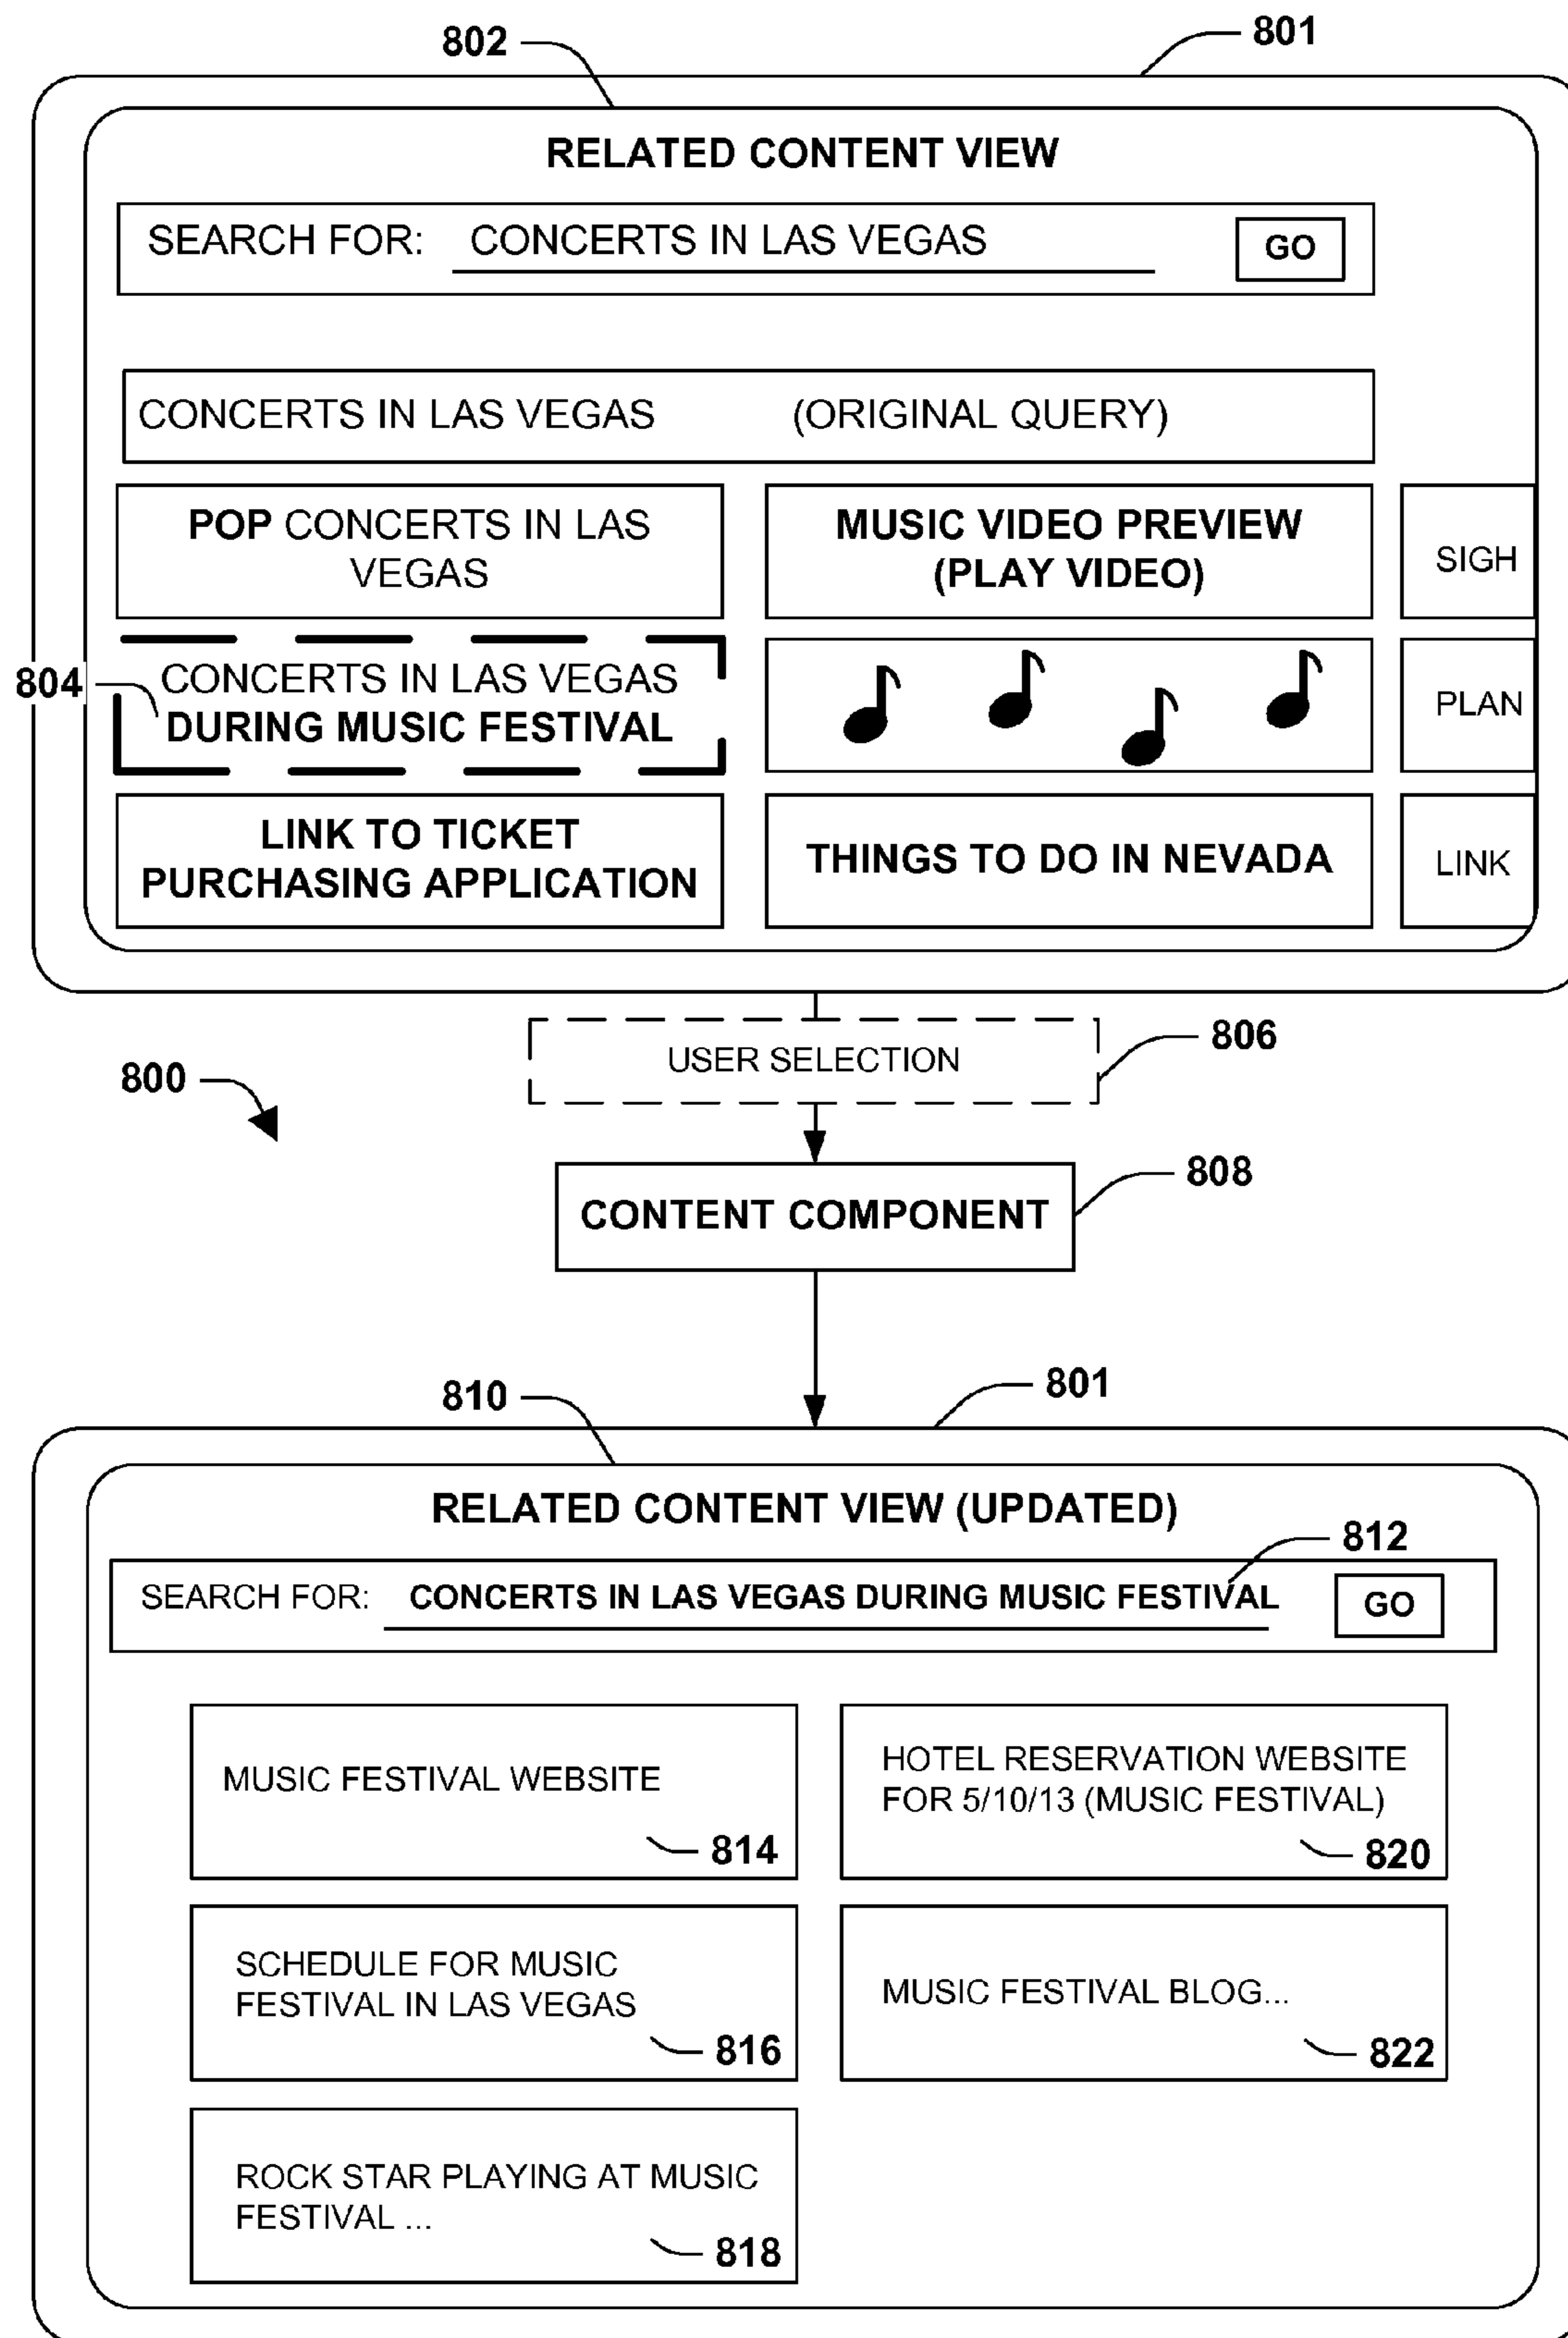 802
801
RELATED CONTENT VIEW
SEARCH FOR: CONCERTS IN LAS VEGAS GO
CONCERTS IN LAS VEGAS (ORIGINAL QUERY)
POP CONCERTS IN LAS
VEGAS
MUSIC VIDEO PREVIEW
(PLAY VIDEO)
SIGH
804
CONCERTS IN LAS VEGAS
DURING MUSIC FESTIVAL
PLAN
LINK TO TICKET
PURCHASING APPLICATION
THINGS TO DO IN NEVADA
LINK
USER SELECTION
806
800
CONTENT COMPONENT
808
810
801
RELATED CONTENT VIEW (UPDATED)
812
SEARCH FOR: CONCERTS IN LAS VEGAS DURING MUSIC FESTIVAL GO
MUSIC FESTIVAL WEBSITE
814
HOTEL RESERVATION WEBSITE
FOR 5/10/13 (MUSIC FESTIVAL)
820
SCHEDULE FOR MUSIC
FESTIVAL IN LAS VEGAS
816
MUSIC FESTIVAL BLOG...
822
ROCK STAR PLAYING AT MUSIC
FESTIVAL ...
818